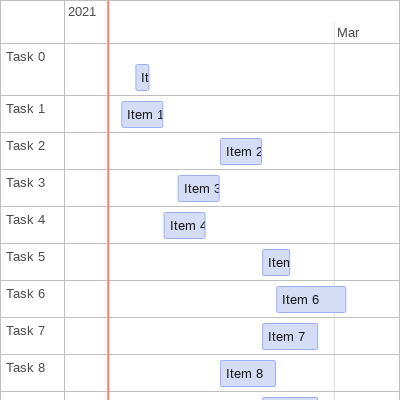 2021
Mar
Task 0
It
Task 1
Item 1
Task 2
Item 2
Task 3
Item 3
Task 4
Item 4
Task 5
Item
Task 6
Item 6
Task 7
Item 7
Task 8
Item 8